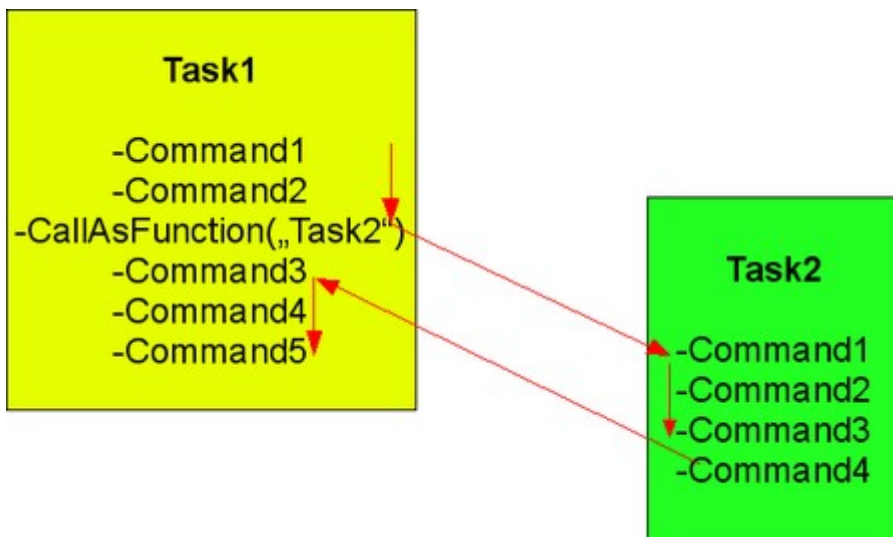 Task1
-Command1
-Command2
-CallAsFunction(„Task2“)
-Command3
-Command4
-Command5
Task2
-Command1
-Command2
-Command3
-Command4